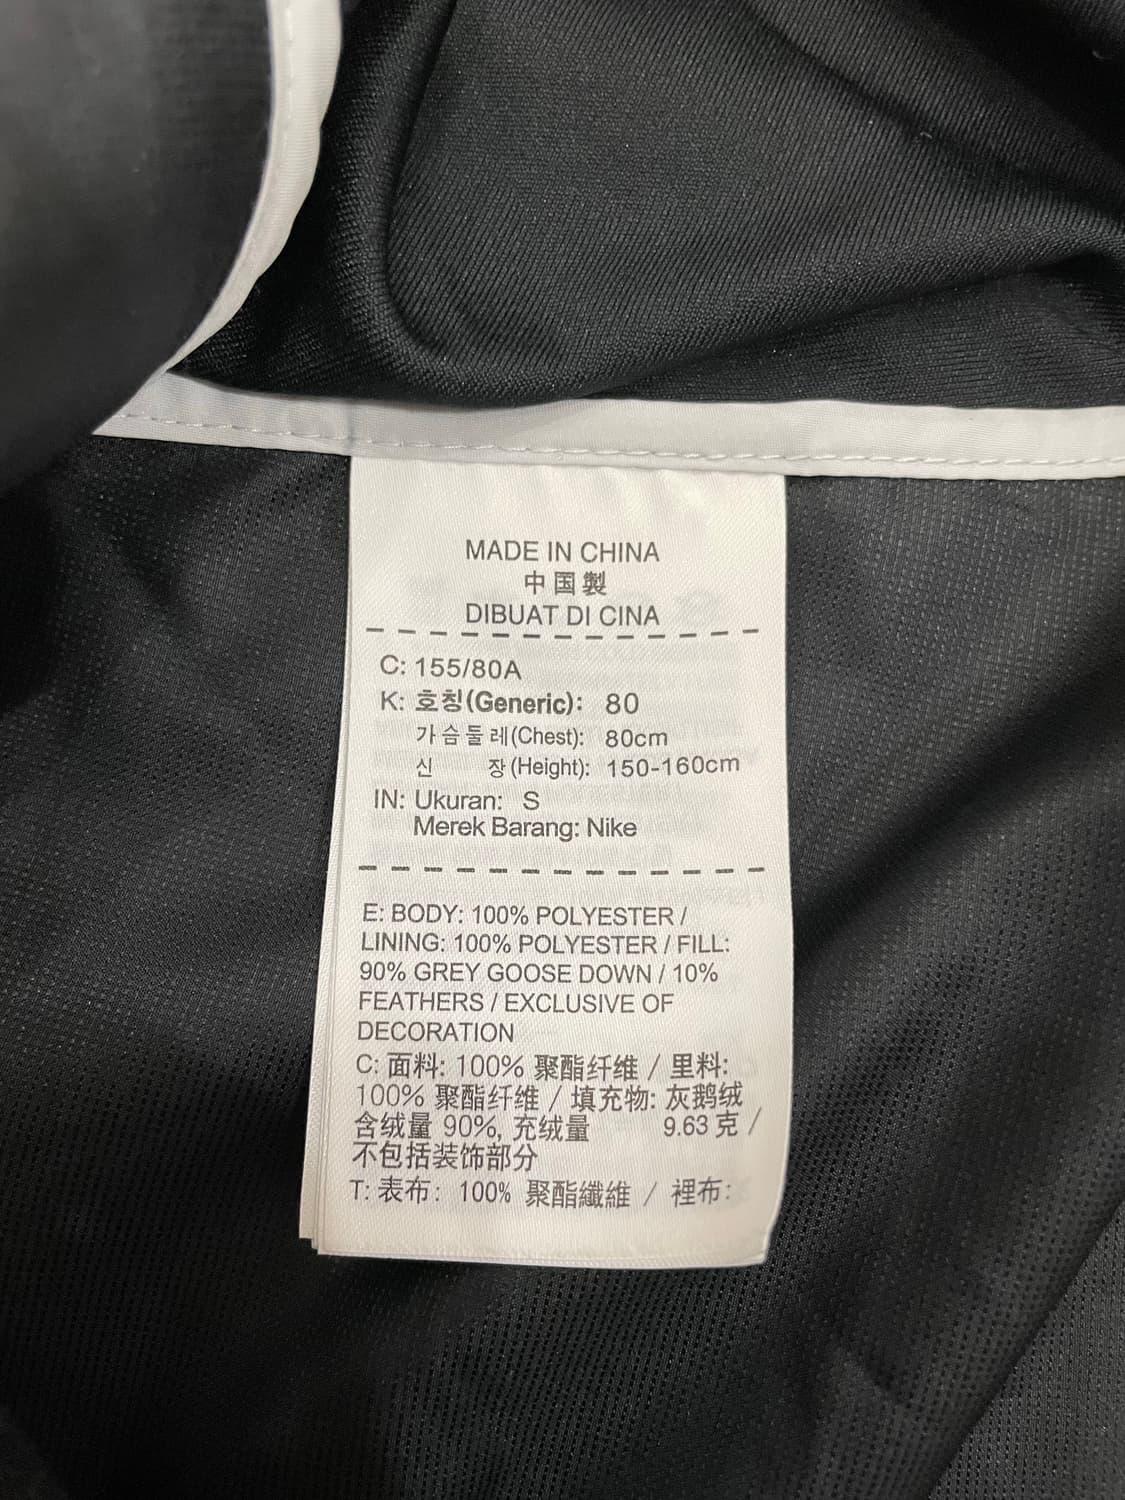 MADE IN CHINA
中国製
DIBUAT DI CINA
C: 155/80A
K: 호칭(Generic): 80
가슴둘레(Chest): 80cm
신 장(Height): 150-160cm
IN: Ukuran: S
Merek Barang: Nike
E: BODY: 100% POLYESTER /
LINING: 100% POLYESTER / FILL:
90% GREY GOOSE DOWN / 10%
FEATHERS / EXCLUSIVE OF
DECORATION
C: 面料: 100% 聚酯纤维 / 里料:
100% 聚酯纤维 / 填充物: 灰鹅绒
含绒量 90%, 充绒量 9.63 克 /
不包括装饰部分
T: 表布: 100% 聚酯纖維 / 裡布: